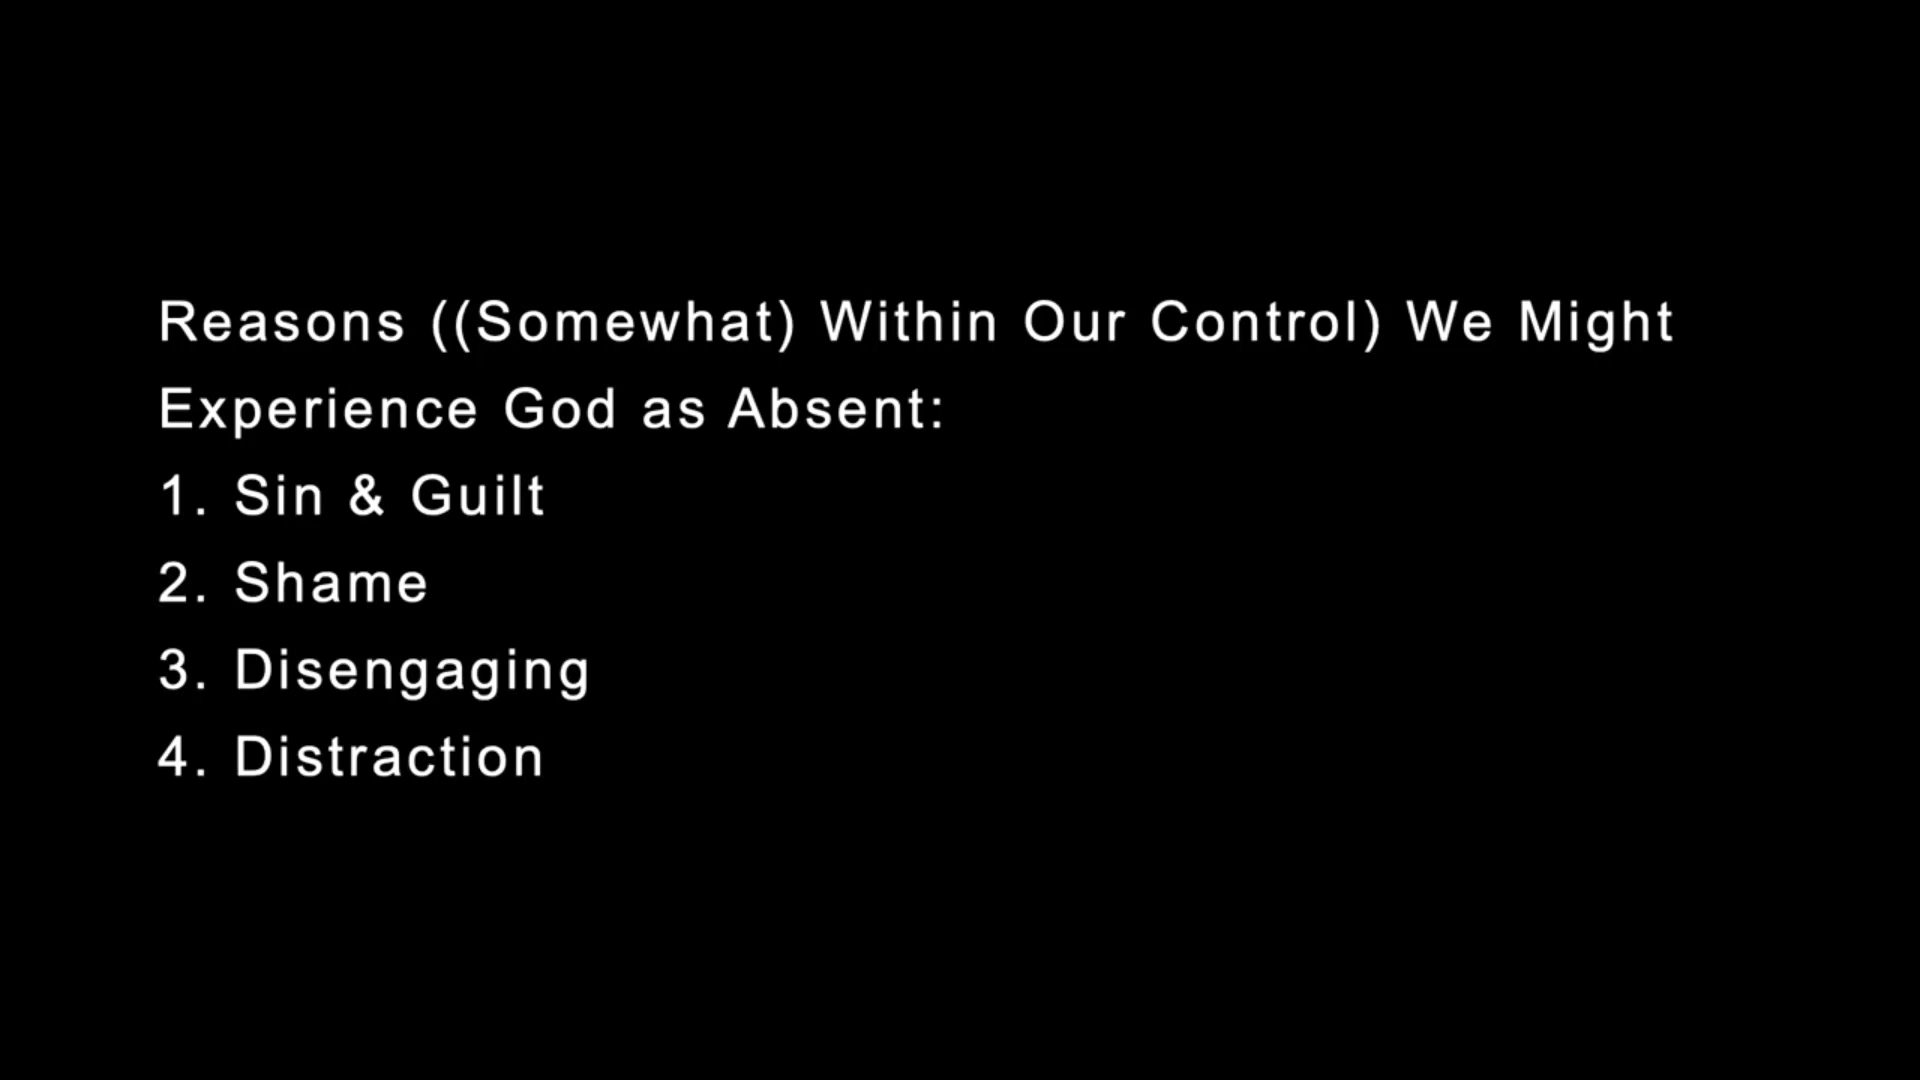 Reasons ((Somewhat) Within Our Control) We Might
Experience God as Absent:
1. Sin & Guilt
2. Shame
3. Disengaging
4. Distraction